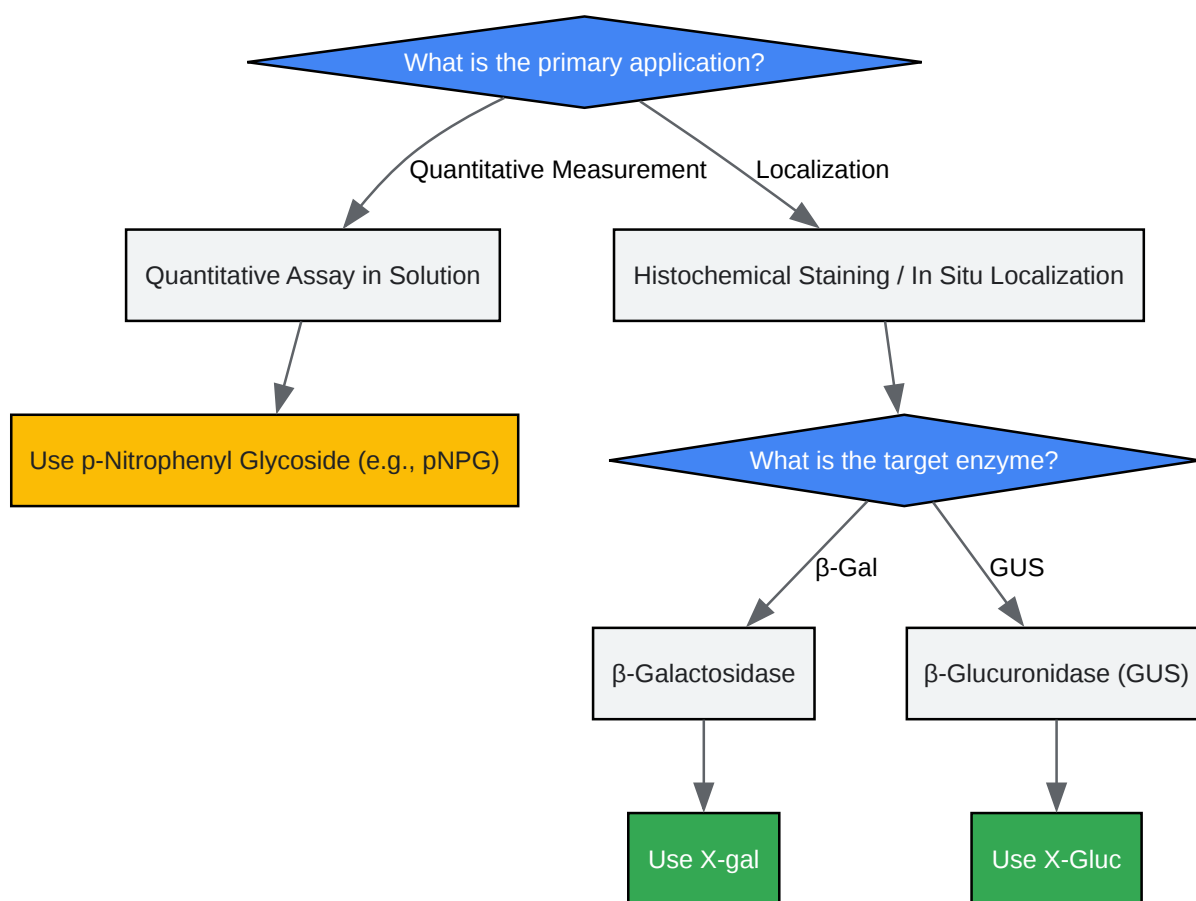 What is the primary application?
Quantitative Measurement
Localization
Quantitative Assay in Solution
Histochemical Staining / In Situ Localization
Use p-Nitrophenyl Glycoside (e.g., pNPG)
What is the target enzyme?
β-Gal
GUS
β-Galactosidase
β-Glucuronidase (GUS)
Use X-gal
Use X-Gluc